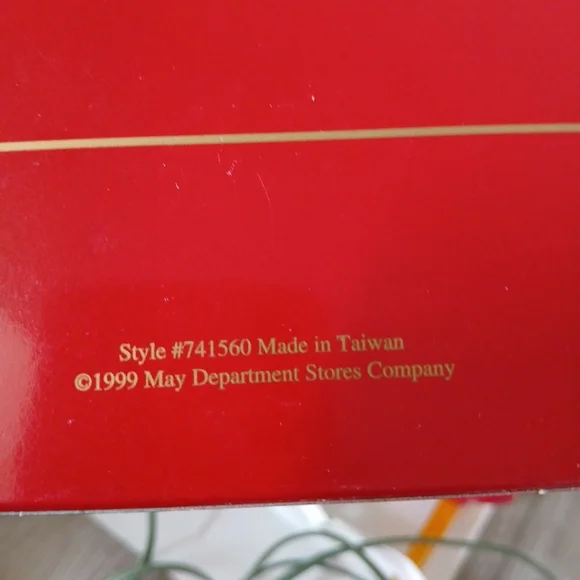 Style #741560 Made in Taiwan
©1999 May Department Stores Company